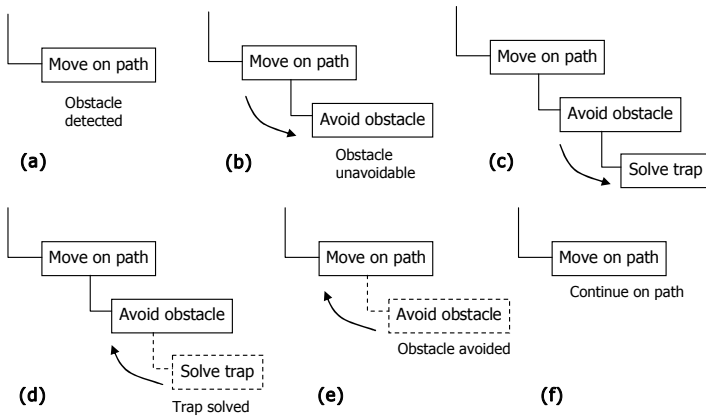 Move on path
Obstacle
detected
(a)
Move on path
Avoid obstacle
Obstacle
unavoidable
(b)
Move on path
Avoid obstacle
Solve trap
(c)
Move on path
Avoid obstacle
Solve trap
Trap solved
(d)
Move on path
Avoid obstacle
Obstacle avoided
(e)
Move on path
Continue on path
(f)